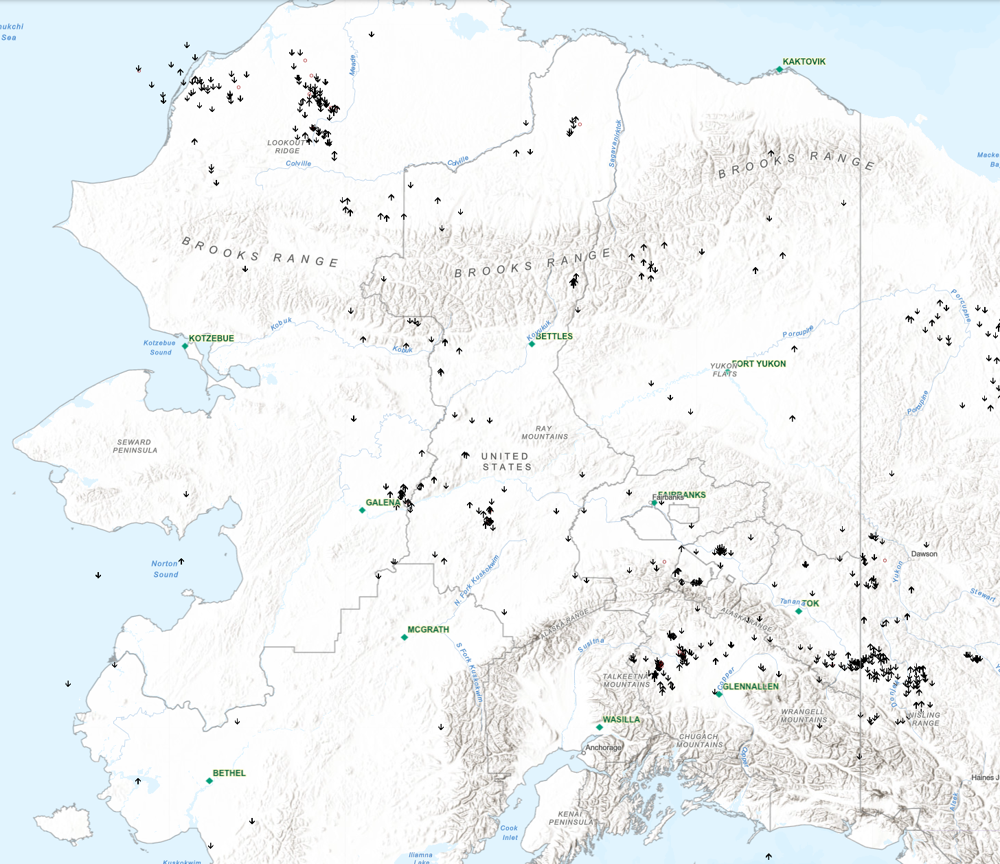 Sea
KAKTOVIK
Meade
LOOKOUT
RIDGE
Colville
Colville
Sagavanirktok
BROOKS RANGE
BROOKS RANGE
BROOKS RANGE
Porcupine
Kobuk
KOTZEBUE
Kotzebue
Sound
Kobuk
Koyukuk
BETTLES
Porcupine
YUKON
FLATS
FORT YUKON
Porcupine
SEWARD
PENINSULA
RAY
MOUNTAINS
UNITED
STATES
GALENA
FAIRBANKS
Fairbanks
Norton
Sound
Dawson
Yukon
N. Fork Kuskokwim
Stewart
Tanana
TOK
ALASKA RANGE
ALASKA RANGE
MCGRATH
Susitna
S Fork Kuskokwim
TALKEETNA
MOUNTAINS
Copper
GLENNALLEN
Donjek
WASILLA
WRANGELL
MOUNTAINS
NISLING
RANGE
CHUGACH
MOUNTAINS
Anchorage
Copper
BETHEL
Haines J
Alsek
KENAI
PENINSULA
Cook
Inlet
Iliamna
Lake
Kuskokwim